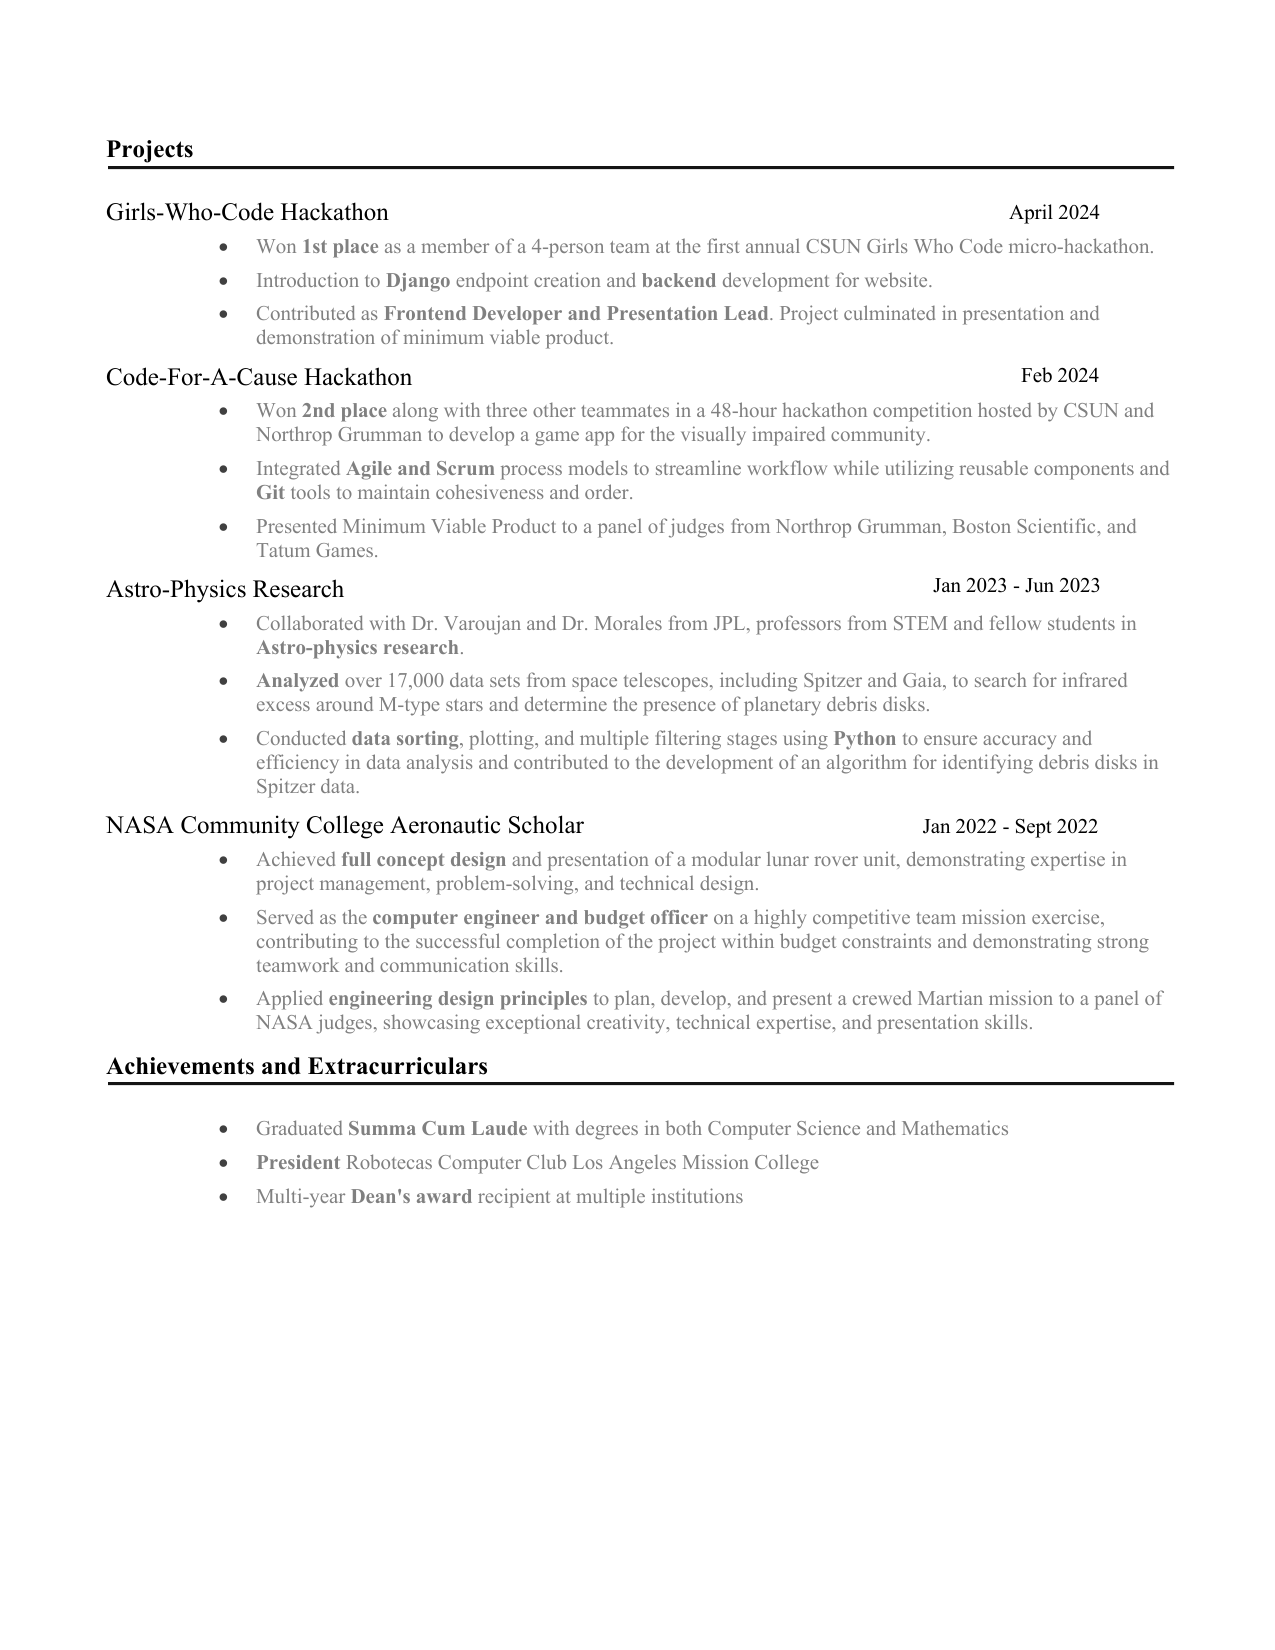 Projects
Girls-Who-Code Hackathon April 2024
• Won 1st place as a member of a 4-person team at the first annual CSUN Girls Who Code micro-hackathon.
• Introduction to Django endpoint creation and backend development for website.
• Contributed as Frontend Developer and Presentation Lead. Project culminated in presentation and
demonstration of minimum viable product.
Code-For-A-Cause Hackathon Feb 2024
• Won 2nd place along with three other teammates in a 48-hour hackathon competition hosted by CSUN and
Northrop Grumman to develop a game app for the visually impaired community.
• Integrated Agile and Scrum process models to streamline workflow while utilizing reusable components and
Git tools to maintain cohesiveness and order.
• Presented Minimum Viable Product to a panel of judges from Northrop Grumman, Boston Scientific, and
Tatum Games.
Astro-Physics Research Jan 2023 - Jun 2023
• Collaborated with Dr. Varoujan and Dr. Morales from JPL, professors from STEM and fellow students in
Astro-physics research.
• Analyzed over 17,000 data sets from space telescopes, including Spitzer and Gaia, to search for infrared
excess around M-type stars and determine the presence of planetary debris disks.
• Conducted data sorting, plotting, and multiple filtering stages using Python to ensure accuracy and
efficiency in data analysis and contributed to the development of an algorithm for identifying debris disks in
Spitzer data.
NASA Community College Aeronautic Scholar Jan 2022 - Sept 2022
• Achieved full concept design and presentation of a modular lunar rover unit, demonstrating expertise in
project management, problem-solving, and technical design.
• Served as the computer engineer and budget officer on a highly competitive team mission exercise,
contributing to the successful completion of the project within budget constraints and demonstrating strong
teamwork and communication skills.
• Applied engineering design principles to plan, develop, and present a crewed Martian mission to a panel of
NASA judges, showcasing exceptional creativity, technical expertise, and presentation skills.
Achievements and Extracurriculars
• Graduated Summa Cum Laude with degrees in both Computer Science and Mathematics
• President Robotecas Computer Club Los Angeles Mission College
• Multi-year Dean's award recipient at multiple institutions